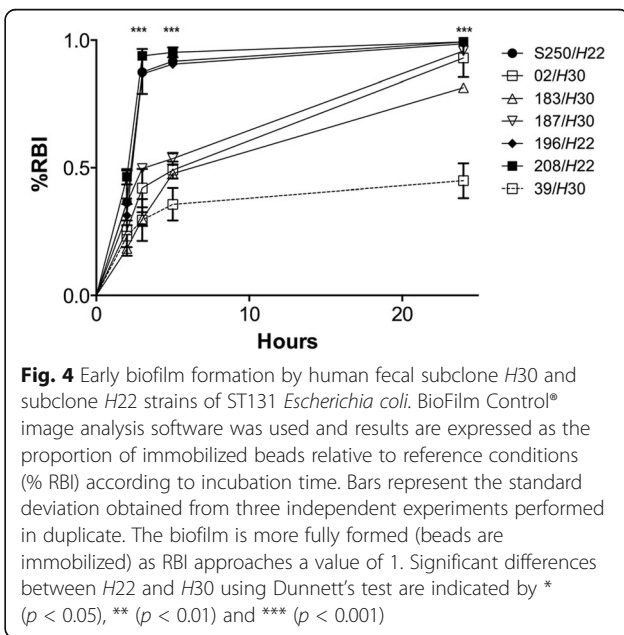 *** *** ***
1.0
0.5
0.0
%RBI
0 10 20
Hours
S250/H22
02/H30
183/H30
187/H30
196/H22
208/H22
39/H30
Fig. 4 Early biofilm formation by human fecal subclone H30 and
subclone H22 strains of ST131 Escherichia coli. BioFilm Control®
image analysis software was used and results are expressed as the
proportion of immobilized beads relative to reference conditions
(% RBI) according to incubation time. Bars represent the standard
deviation obtained from three independent experiments performed
in duplicate. The biofilm is more fully formed (beads are
immobilized) as RBI approaches a value of 1. Significant differences
between H22 and H30 using Dunnett's test are indicated by *
(p < 0.05), ** (p < 0.01) and *** (p < 0.001)